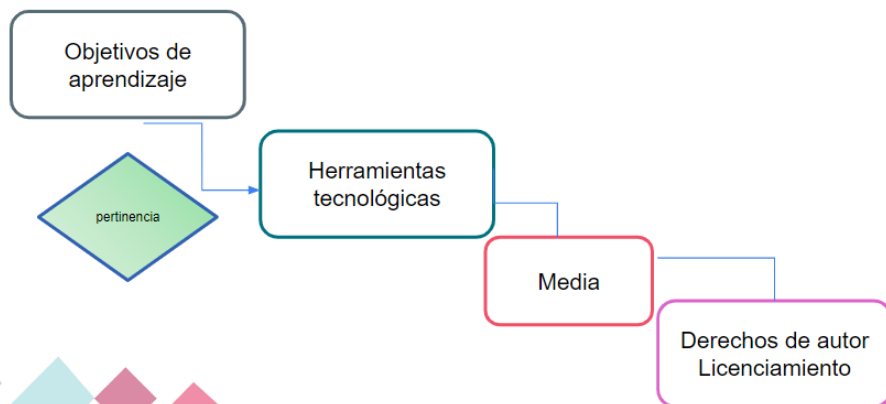 Objetivos de
aprendizaje
Herramientas
tecnológicas
pertinencia
Media
Derechos de autor
Licenciamiento